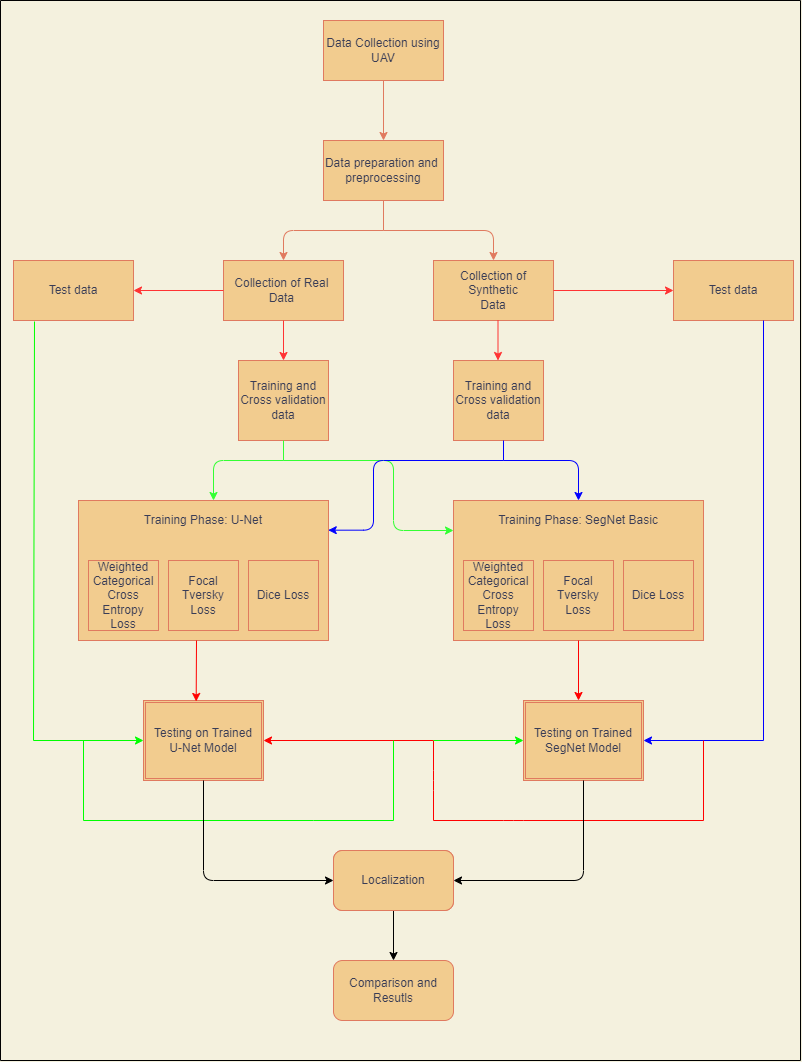 Data Collection using
UAV
Data preparation and
preprocessing
Test data
Collection of Real
Data
Collection of
Synthetic
Data
Test data
Training and
Cross validation
data
Training and
Cross validation
data
Training Phase: U-Net
Weighted
Categorical
Cross
Entropy
Loss
Focal
Tversky
Loss
Dice Loss
Training Phase: SegNet Basic
Weighted
Categorical
Cross
Entropy
Loss
Focal
Tversky
Loss
Dice Loss
Testing on Trained
U-Net Model
Testing on Trained
SegNet Model
Localization
Comparison and
Resutls